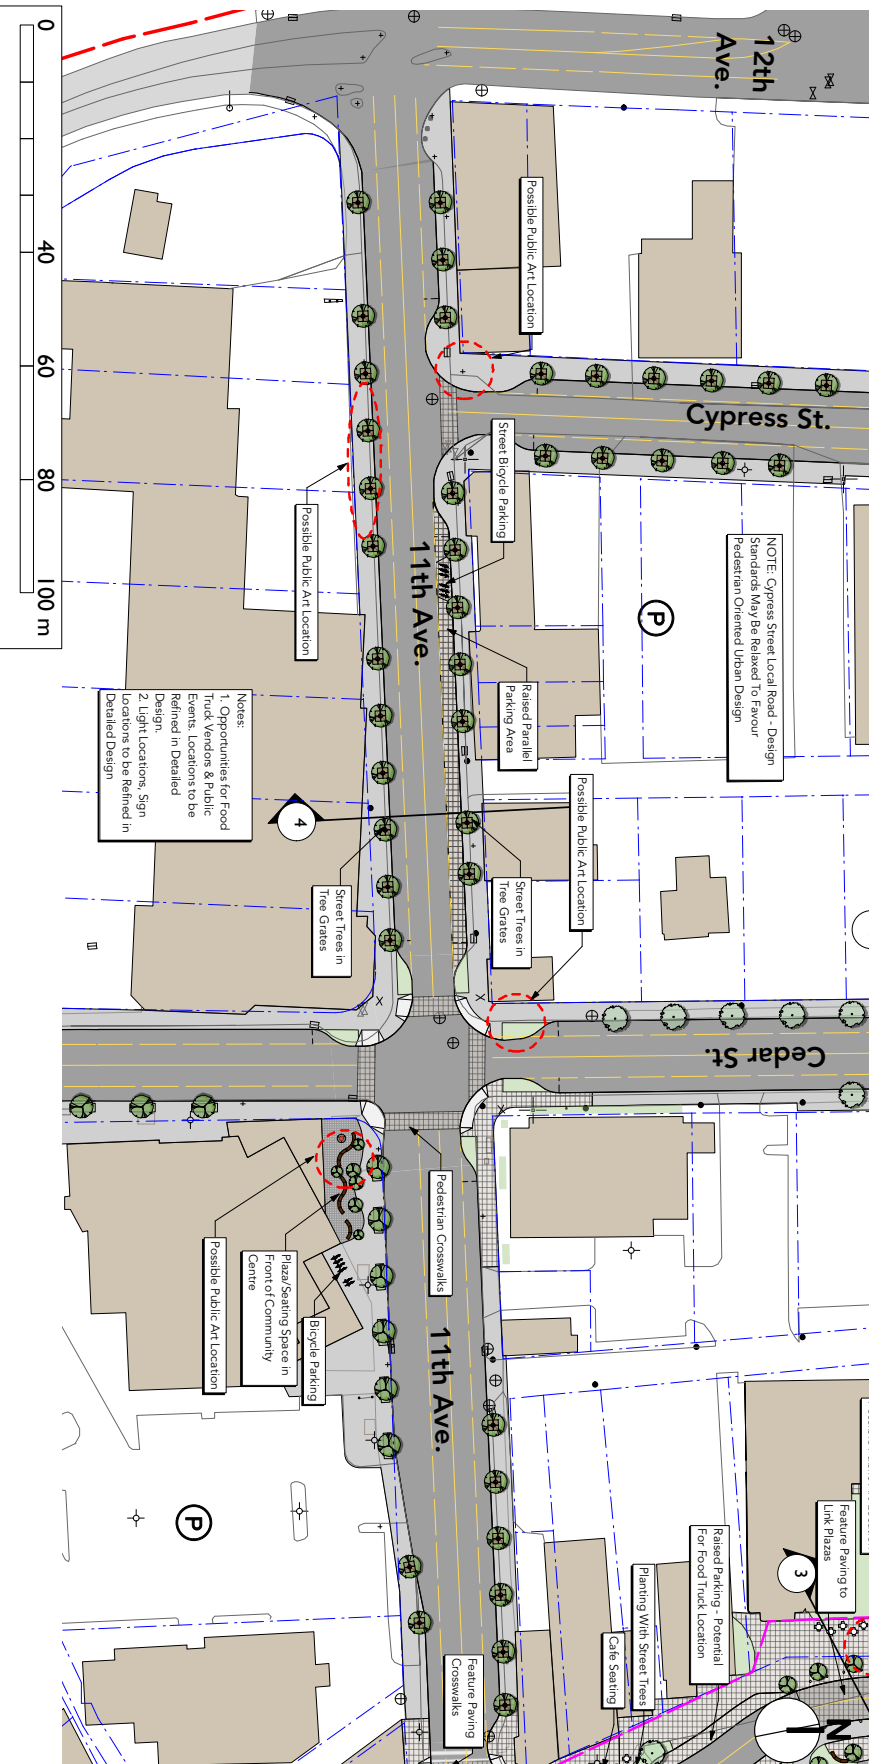 12th
Ave.
Possible Public Art Location
Cypress St.
Street Bicycle Parking
NOTE: Cypress Street Local Road - Design
Standards May Be Relaxed To Favour
Pedestrian Oriented Urban Design
P
11th Ave.
Possible Public Art Location
Raised Parallel
Parking Area
Notes:
1. Opportunities for Food
Truck Vendors & Public
Events. Locations to be
Refined in Detailed
Design.
2. Light Locations, Sign
Locations to be Refined in
Detailed Design
4
Possible Public Art Location
Street Trees in
Tree Grates
Street Trees in
Tree Grates
Cedar St.
Pedestrian Crosswalks
Possible Public Art Location
Plaza/Seating Space in
Front of Community
Centre
Bicycle Parking
11th Ave.
P
Feature Paving to
Link Plazas
3
Raised Parking - Potential
For Food Truck Location
Planting With Street Trees
Cafe Seating
Feature Paving
Crosswalks
N
0
40
60
80
100 m